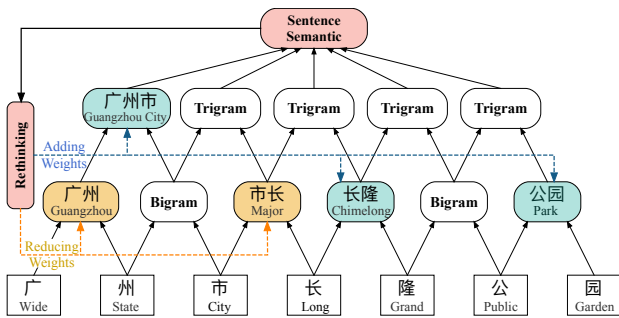 Sentence
Semantic
Rethinking
广州市
Guangzhou City
Trigram
Trigram
Trigram
Trigram
Adding
Weights
广州
Guangzhou
Bigram
市长
Major
长隆
Chimelong
Bigram
公园
Park
Reducing
Weights
广
Wide
州
State
市
City
长
Long
隆
Grand
公
Public
园
Garden